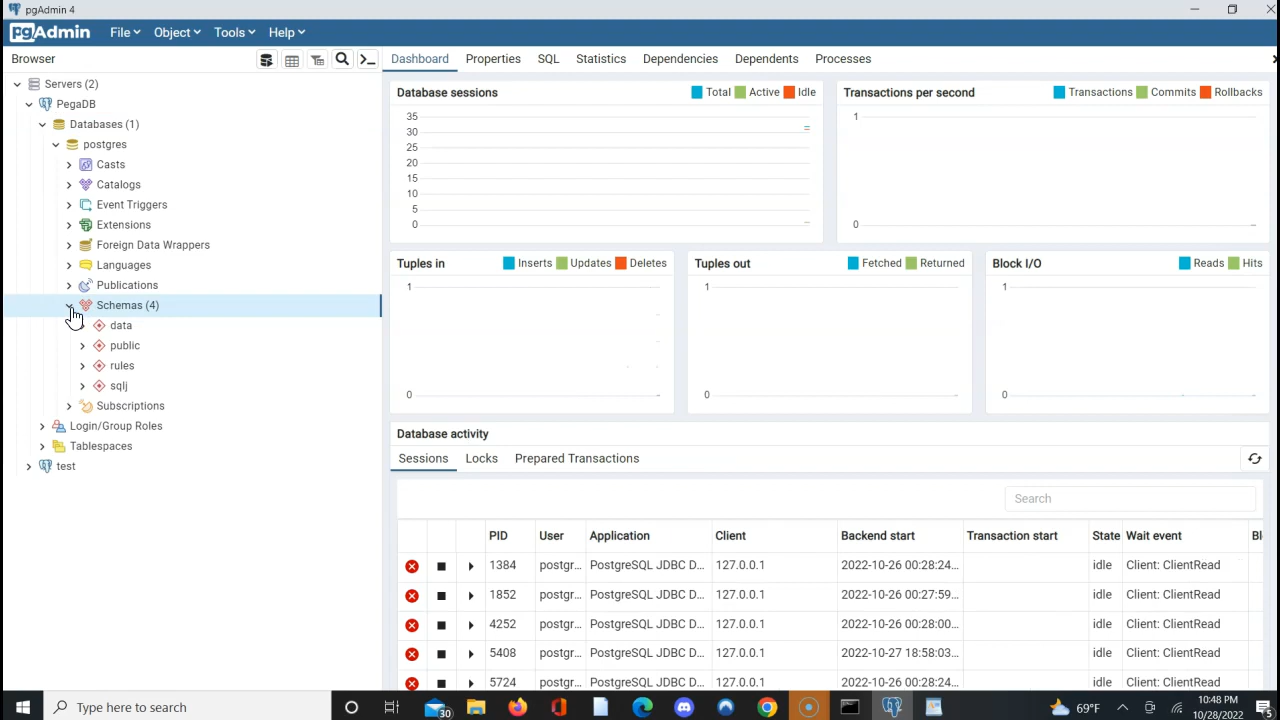 pgAdmin 4
pgAdmin File Object Tools Help
Browser
Dashboard Properties SQL Statistics Dependencies Dependents Processes
Servers (2)
PegaDB
Databases (1)
postgres
Casts
Catalogs
Event Triggers
Extensions
Foreign Data Wrappers
Languages
Publications
Schemas (4)
data
public
rules
sqlj
Subscriptions
Login/Group Roles
Tablespaces
test
Database sessions Total Active Idle
35
30
25
20
15
10
5
0
Transactions per second Transactions Commits Rollbacks
1
0
Tuples in Inserts Updates Deletes
1
0
Tuples out Fetched Returned
1
0
Block I/O Reads Hits
1
0
Database activity
Sessions Locks Prepared Transactions
Search
PID User Application Client Backend start Transaction start State Wait event Bl
1384 postgr... PostgreSQL JDBC D... 127.0.0.1 2022-10-26 00:28:24... idle Client: ClientRead
1852 postgr... PostgreSQL JDBC D... 127.0.0.1 2022-10-26 00:27:59... idle Client: ClientRead
4252 postgr... PostgreSQL JDBC D... 127.0.0.1 2022-10-26 00:28:00... idle Client: ClientRead
5408 postgr... PostgreSQL JDBC D... 127.0.0.1 2022-10-27 18:58:03... idle Client: ClientRead
5724 postgr... PostgreSQL JDBC D... 127.0.0.1 2022-10-26 00:28:24... idle Client: ClientRead
Type here to search
30
69°F
10:48 PM
10/28/2022
5